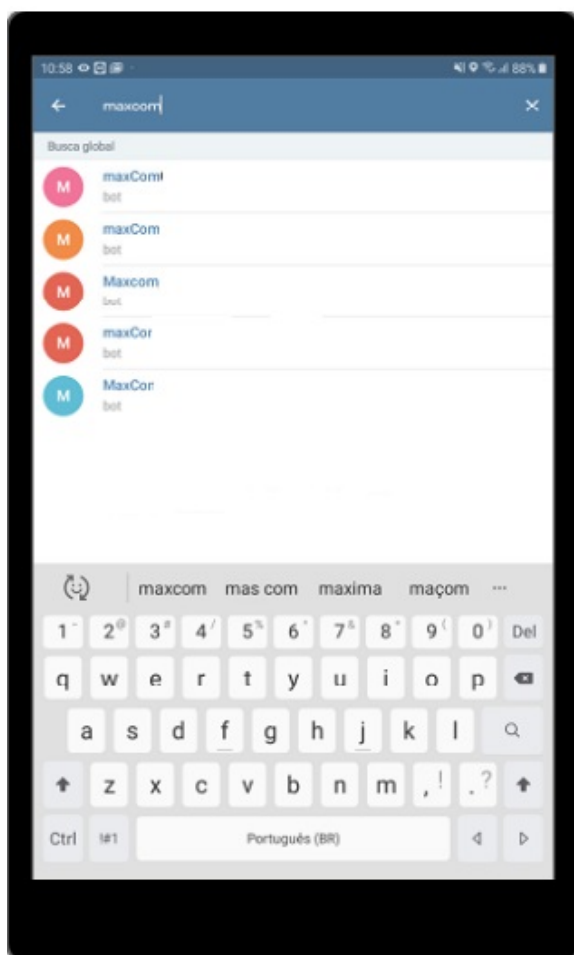 10:58
88%
maxcom
Busca global
M
maxCom
bot
M
maxCom
bot
M
Maxcom
bot
M
maxCor
bot
M
MaxCor
bot
maxcom mas com maxima maçom ...
1 - 2 @ 3 # 4 / 5 % 6 ^ 7 & 8 * 9 ( 0 ) Del
q w e r t y u i o p
a s d f g h j k l
z x c v b n m , ! . ?
Ctrl !#1 Português (BR)